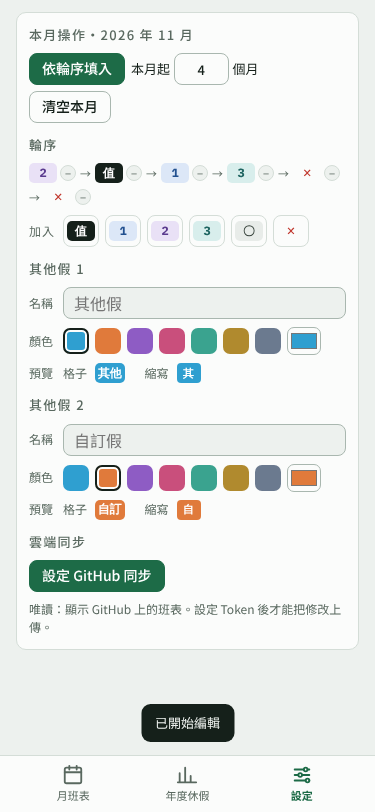 本月操作・2026 年 11 月
依輪序填入 本月起 4 個月
清空本月
輪序
2 − → 值 − → 1 − → 3 − → × −
→ × −
加入 值 1 2 3 〇 ×
其他假 1
名稱 其他假
顏色
預覽 格子 其他 縮寫 其
其他假 2
名稱 自訂假
顏色
預覽 格子 自訂 縮寫 自
雲端同步
設定 GitHub 同步
唯讀：顯示 GitHub 上的班表。設定 Token 後才能把修改上
傳。
已開始編輯
月班表 年度休假 設定